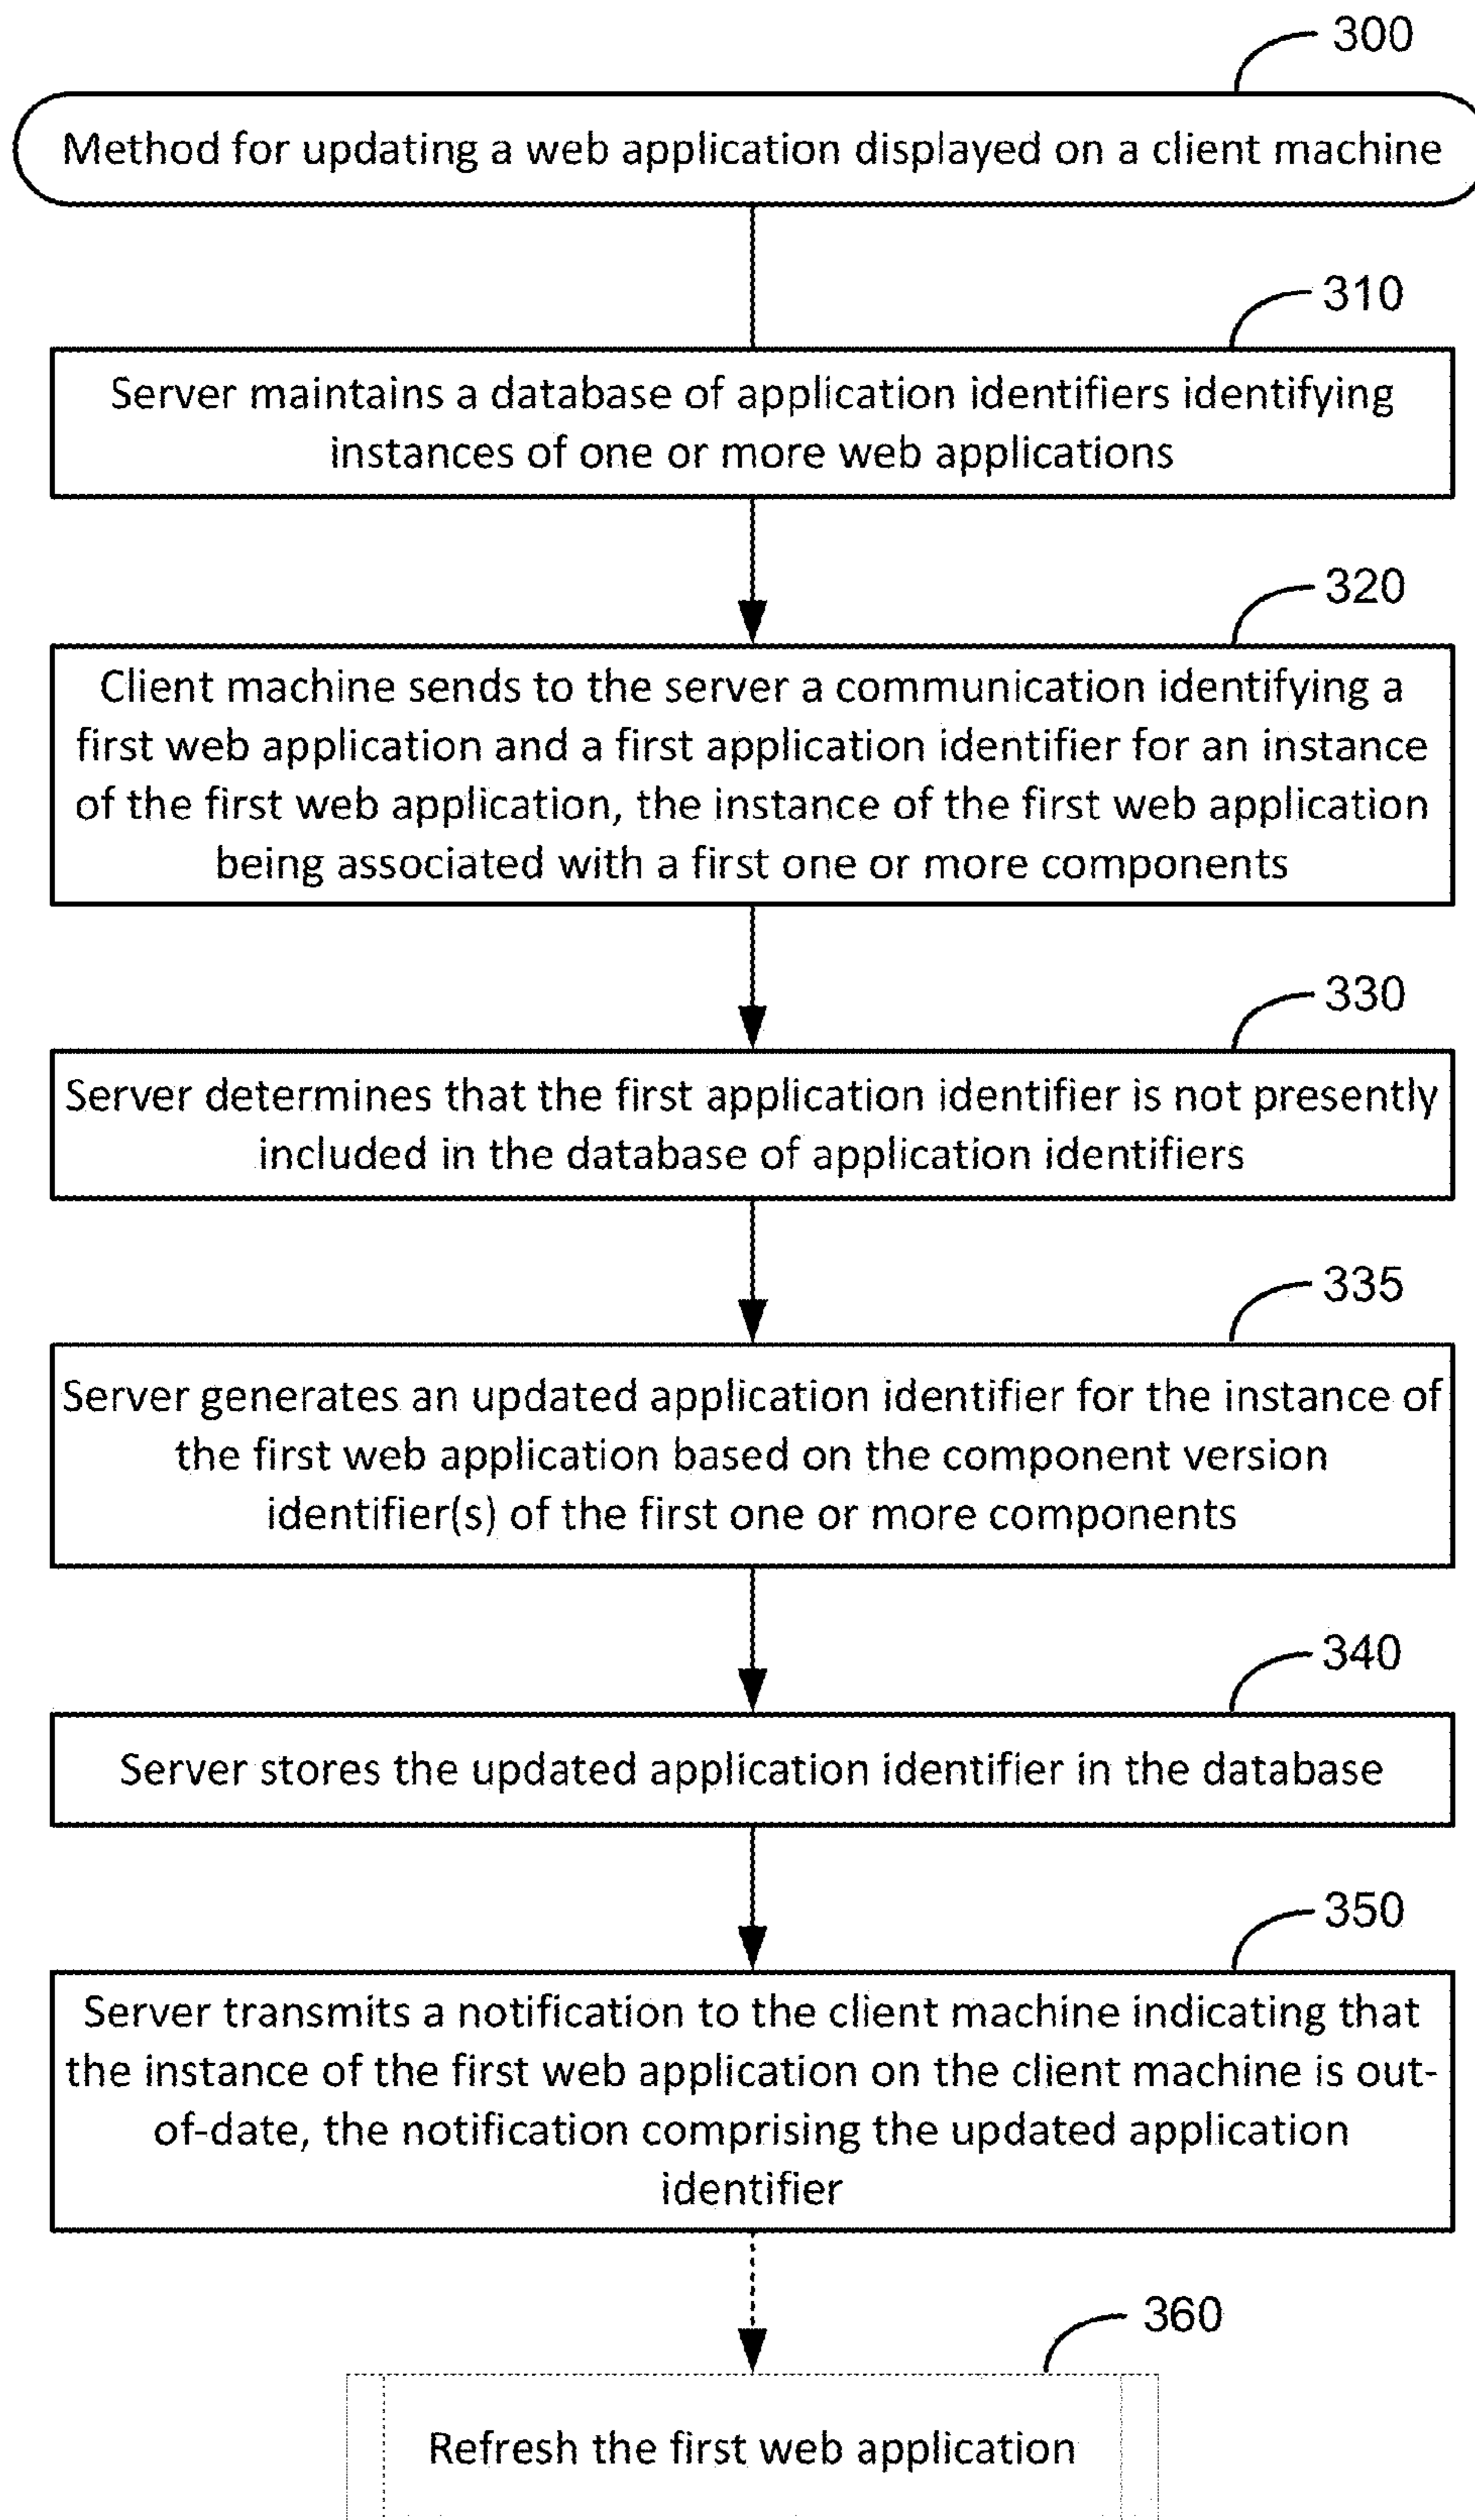 300
Method for updating a web application displayed on a client machine
310
Server maintains a database of application identifiers identifying
instances of one or more web applications
320
Client machine sends to the server a communication identifying a
first web application and a first application identifier for an instance
of the first web application, the instance of the first web application
being associated with a first one or more components
330
Server determines that the first application identifier is not presently
included in the database of application identifiers
335
Server generates an updated application identifier for the instance of
the first web application based on the component version
identifier(s) of the first one or more components
340
Server stores the updated application identifier in the database
350
Server transmits a notification to the client machine indicating that
the instance of the first web application on the client machine is out-
of-date, the notification comprising the updated application
identifier
360
Refresh the first web application